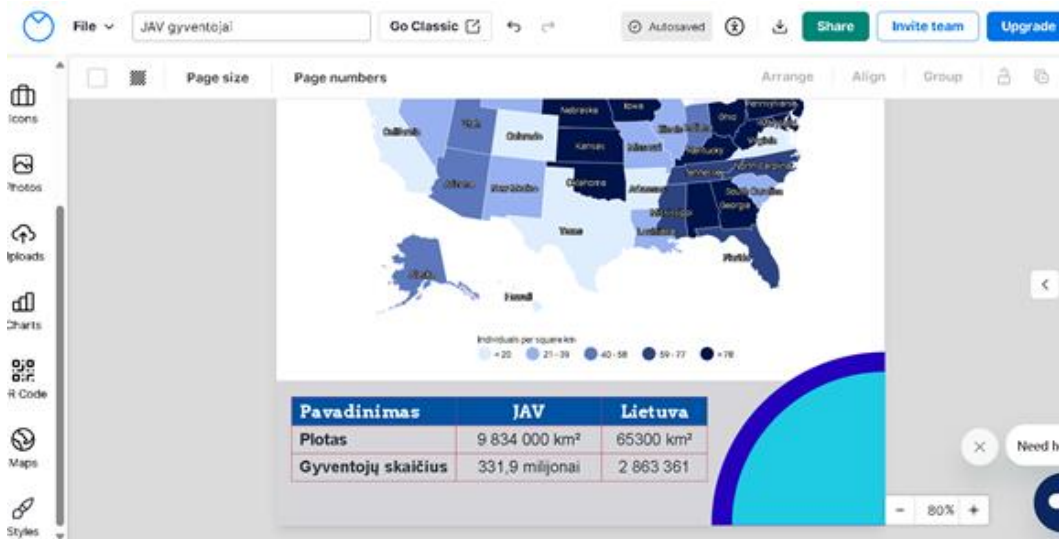 File
JAV gyventojai
Go Classic
Autosaved
Share
Invite team
Upgrade
Page size
Page numbers
Arrange
Align
Group
Icons
Photos
Uploads
Charts
QR Code
Maps
Styles
Nebraska
Iowa
Pennsylvania
Ohio
California
Utah
Colorado
Kansas
Missouri
Illinois
Indiana
Kentucky
Virginia
Arizona
New Mexico
Oklahoma
Arkansas
Tennessee
North Carolina
South Carolina
Mississippi
Georgia
Texas
Louisiana
Florida
Alaska
Hawaii
Individuals per square km
< 20 21 - 39 40 - 58 59 - 77 > 78
Pavadinimas JAV Lietuva
Plotas 9 834 000 km² 65300 km²
Gyventojų skaičius 331,9 milijonai 2 863 361
Need h
80%